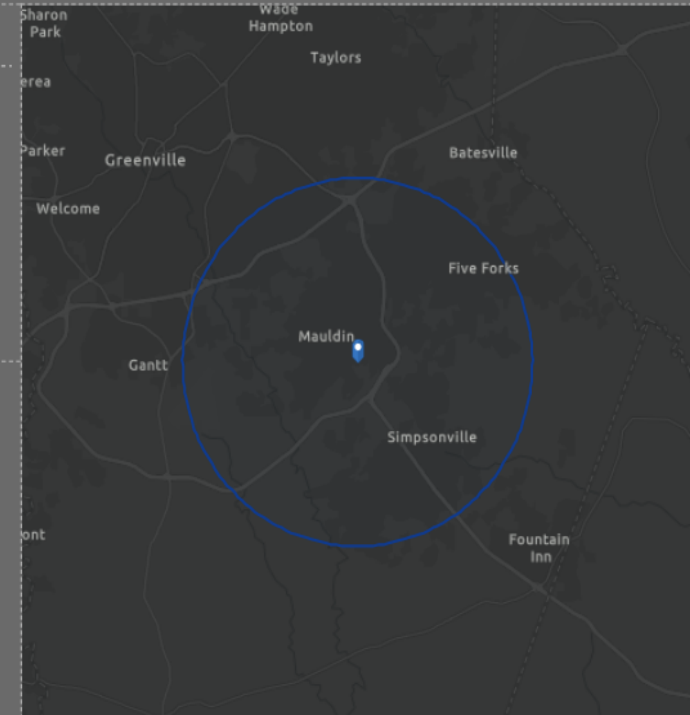 Sharon
Park
Wade
Hampton
Taylors
erea
Parker
Greenville
Batesville
Welcome
Five Forks
Mauldin
Gantt
Simpsonville
ont
Fountain
Inn